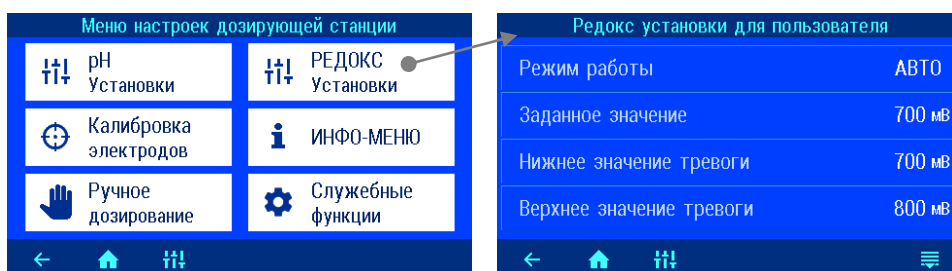 Меню настроек дозирующей станции
pH
Установки
РЕДОКС
Установки
Калибровка
электродов
ИНФО-МЕНЮ
Ручное
дозирование
Служебные
функции
Редокс установки для пользователя
Режим работы АВТО
Заданное значение 700 мВ
Нижнее значение тревоги 700 мВ
Верхнее значение тревоги 800 мВ